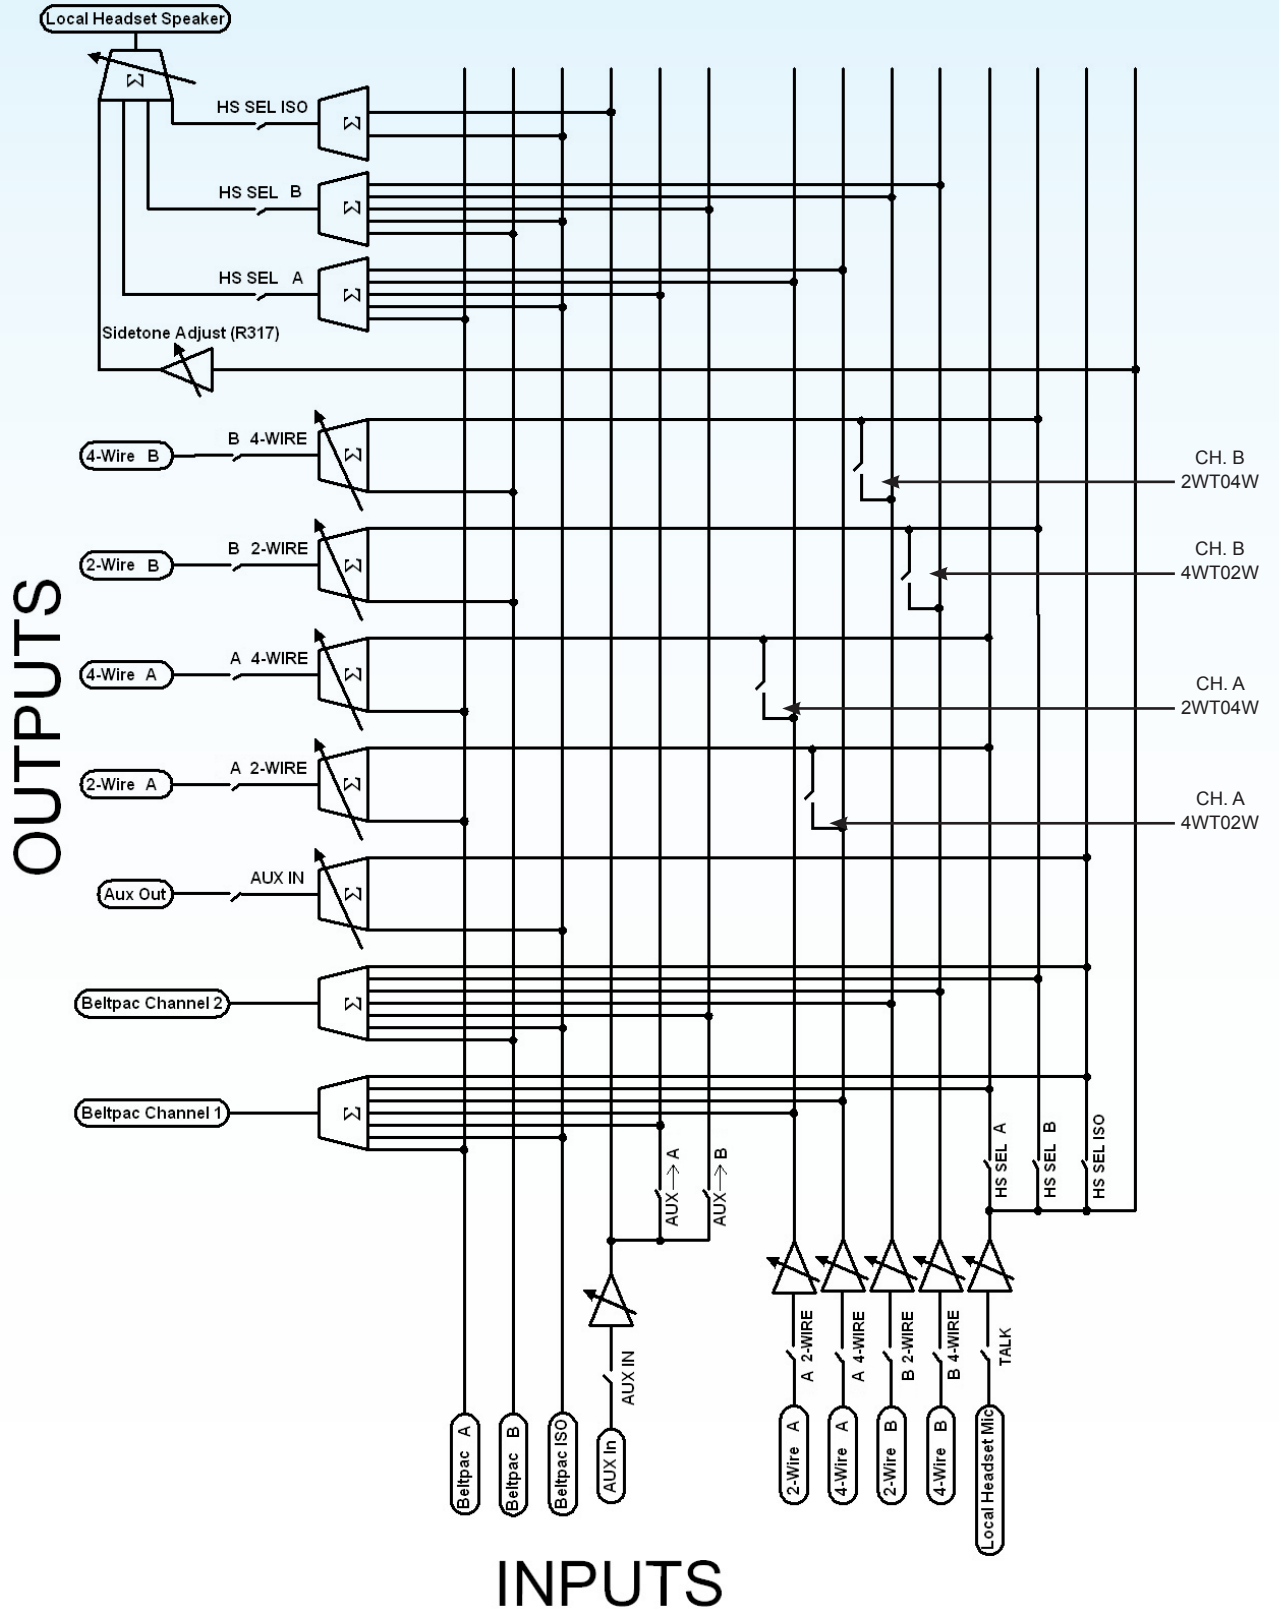 Local Headset Speaker
Σ
HS SEL ISO
Σ
HS SEL B
Σ
HS SEL A
Σ
Sidetone Adjust (R317)
4-Wire B
B 4-WIRE
Σ
CH. B
2WT04W
2-Wire B
B 2-WIRE
Σ
CH. B
4WT02W
4-Wire A
A 4-WIRE
Σ
CH. A
2WT04W
2-Wire A
A 2-WIRE
Σ
CH. A
4WT02W
OUTPUTS
Aux Out
AUX IN
Σ
Beltpac Channel 2
Σ
Beltpac Channel 1
Σ
AUX→A
AUX→B
HS SEL A
HS SEL B
HS SEL ISO
AUX IN
A 2-WIRE
A 4-WIRE
B 2-WIRE
B 4-WIRE
TALK
Beltpac A
Beltpac B
Beltpac ISO
AUX In
2-Wire A
4-Wire A
2-Wire B
4-Wire B
Local Headset Mic
INPUTS